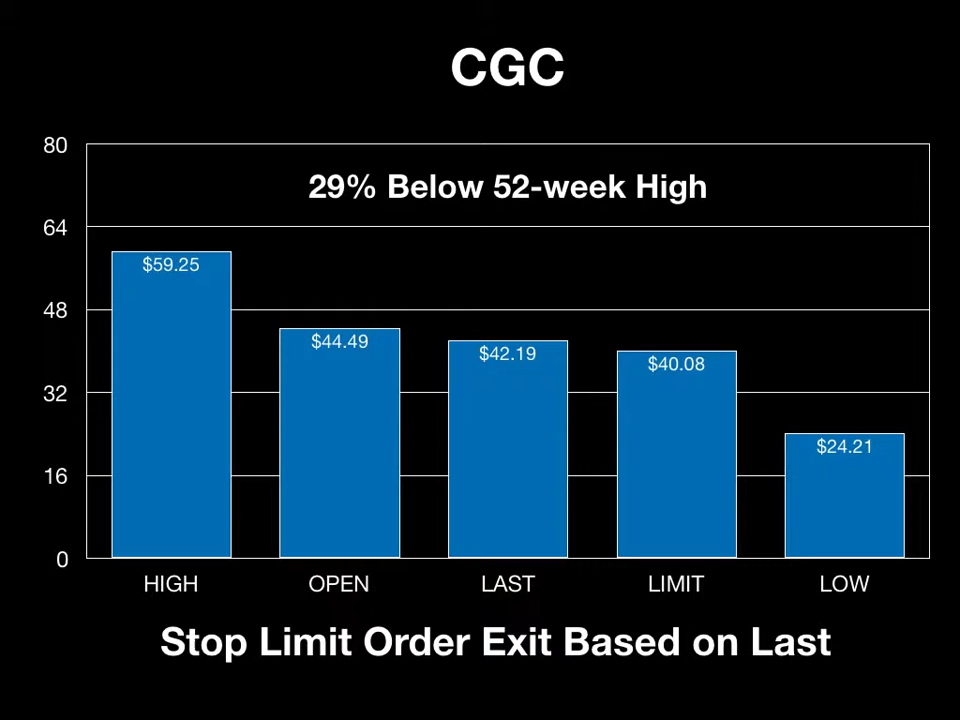 CGC
80
29% Below 52-week High
64
$59.25
48
$44.49
$42.19
$40.08
32
$24.21
16
0
HIGH OPEN LAST LIMIT LOW
Stop Limit Order Exit Based on Last